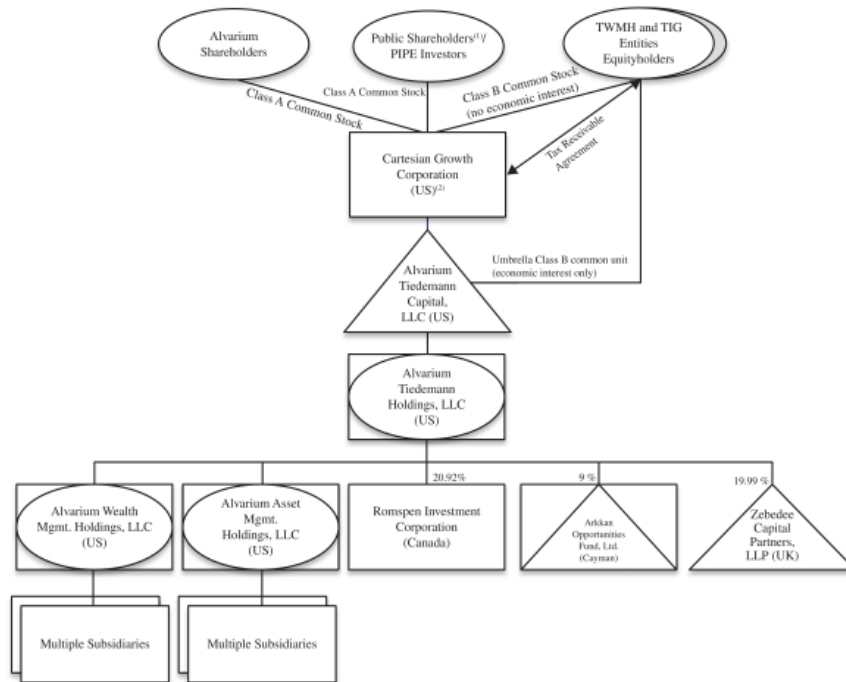 Alvarium
Shareholders
Public Shareholders(1)/
PIPE Investors
TWMH and TIG
Entities
Equityholders
Class A Common Stock
Class A Common Stock
Class B Common Stock
(no economic interest)
Tax Receivable
Agreement
Cartesian Growth
Corporation
(US)(2)
Umbrella Class B common unit
(economic interest only)
Alvarium
Tiedemann
Capital,
LLC (US)
Alvarium
Tiedemann
Holdings, LLC
(US)
20.92%
9 %
19.99 %
Alvarium Wealth
Mgmt. Holdings, LLC
(US)
Alvarium Asset
Mgmt.
Holdings, LLC
(US)
Romspen Investment
Corporation
(Canada)
Arkkan
Opportunities
Fund, Ltd.
(Cayman)
Zebedee
Capital
Partners,
LLP (UK)
Multiple Subsidiaries
Multiple Subsidiaries